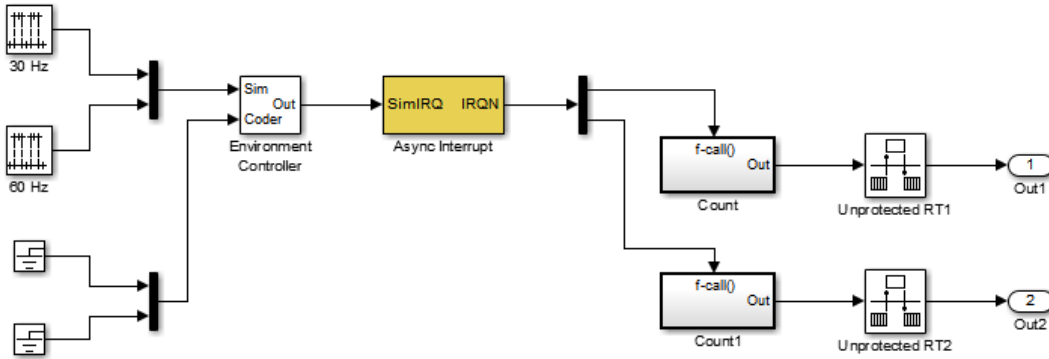 30 Hz
60 Hz
Sim
Out
Coder
Environment
Controller
SimIRQ IRQN
Async Interrupt
f-call()
Out
Count
Unprotected RT1
1
Out1
f-call()
Out
Count1
Unprotected RT2
2
Out2